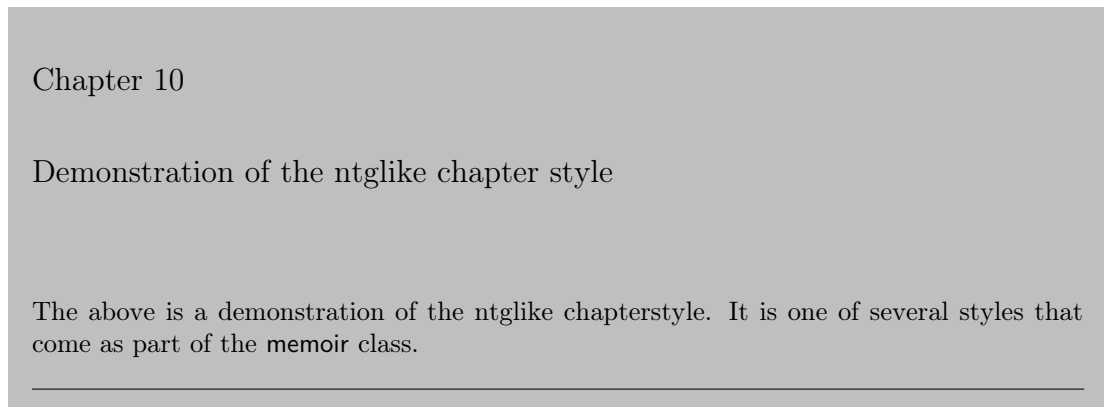 Chapter 10
Demonstration of the ntglike chapter style
The above is a demonstration of the ntglike chapterstyle. It is one of several styles that
come as part of the memoir class.